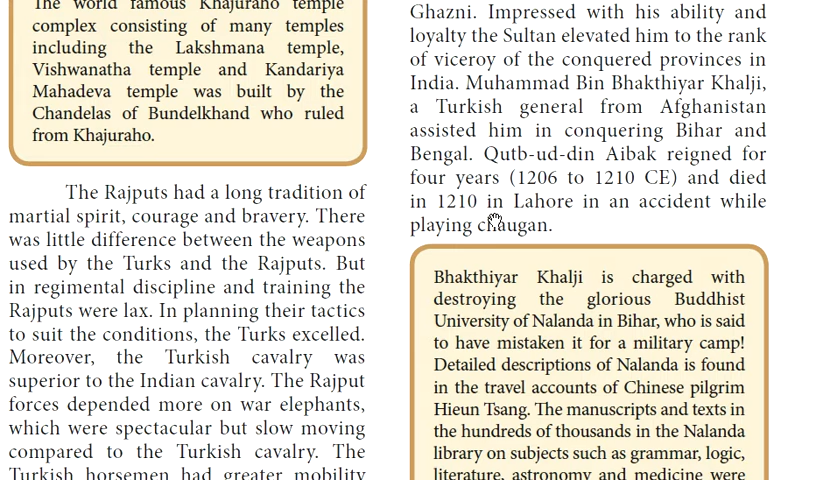 The world famous Khajuraho temple
complex consisting of many temples
including the Lakshmana temple,
Vishwanatha temple and Kandariya
Mahadeva temple was built by the
Chandelas of Bundelkhand who ruled
from Khajuraho.
The Rajputs had a long tradition of
martial spirit, courage and bravery. There
was little difference between the weapons
used by the Turks and the Rajputs. But
in regimental discipline and training the
Rajputs were lax. In planning their tactics
to suit the conditions, the Turks excelled.
Moreover, the Turkish cavalry was
superior to the Indian cavalry. The Rajput
forces depended more on war elephants,
which were spectacular but slow moving
compared to the Turkish cavalry. The
Turkish horsemen had greater mobility
Ghazni. Impressed with his ability and
loyalty the Sultan elevated him to the rank
of viceroy of the conquered provinces in
India. Muhammad Bin Bhakthiyar Khalji,
a Turkish general from Afghanistan
assisted him in conquering Bihar and
Bengal. Qutb-ud-din Aibak reigned for
four years (1206 to 1210 CE) and died
in 1210 in Lahore in an accident while
playing chaugan.
Bhakthiyar Khalji is charged with
destroying the glorious Buddhist
University of Nalanda in Bihar, who is said
to have mistaken it for a military camp!
Detailed descriptions of Nalanda is found
in the travel accounts of Chinese pilgrim
Hieun Tsang. The manuscripts and texts in
the hundreds of thousands in the Nalanda
library on subjects such as grammar, logic,
literature, astronomy and medicine were